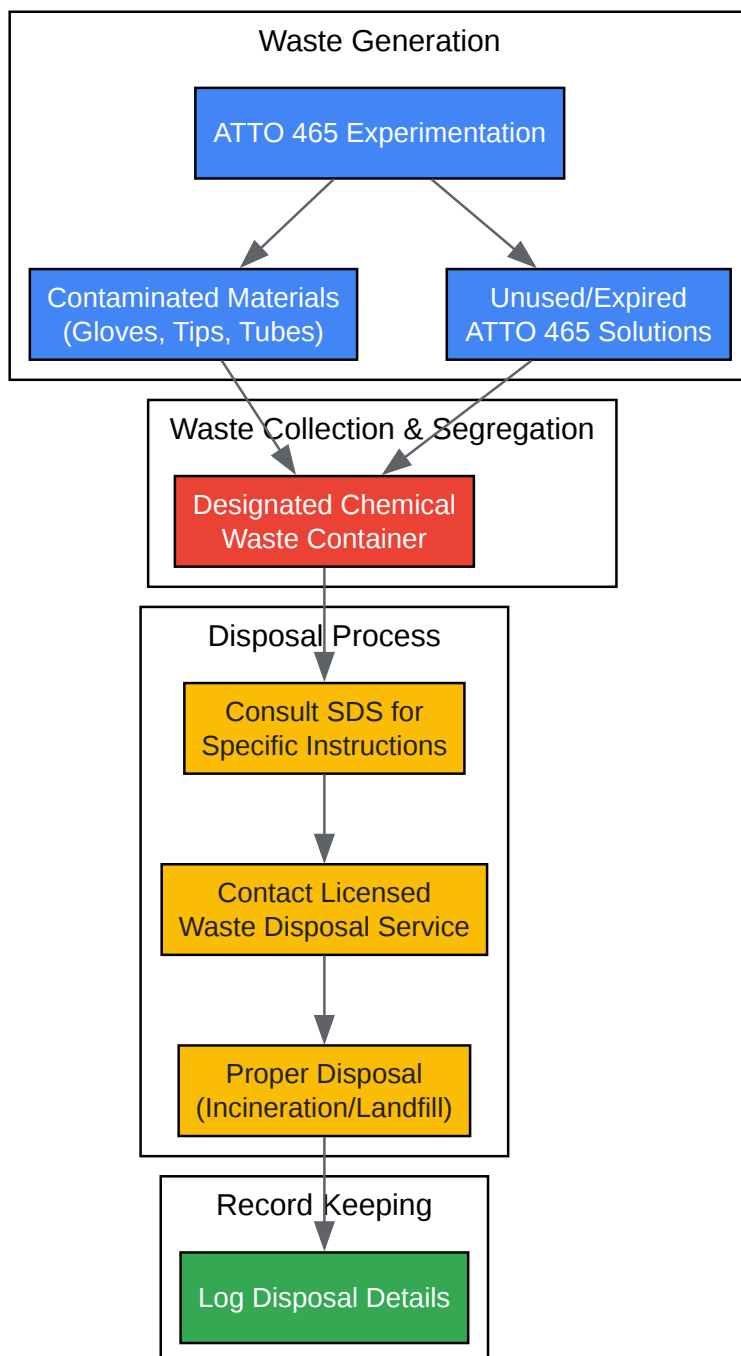 Waste Generation
ATTO 465 Experimentation
Contaminated Materials
(Gloves, Tips, Tubes)
Unused/Expired
ATTO 465 Solutions
Waste Collection & Segregation
Designated Chemical
Waste Container
Disposal Process
Consult SDS for
Specific Instructions
Contact Licensed
Waste Disposal Service
Proper Disposal
(Incineration/Landfill)
Record Keeping
Log Disposal Details